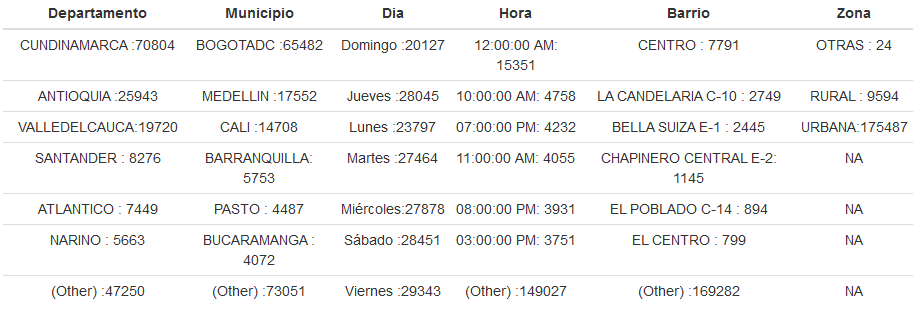 Departamento Municipio Dia Hora Barrio Zona
CUNDINAMARCA :70804 BOGOTADC :65482 Domingo :20127 12:00:00 AM: 15351 CENTRO : 7791 OTRAS : 24
ANTIOQUIA :25943 MEDELLIN :17552 Jueves :28045 10:00:00 AM: 4758 LA CANDELARIA C-10 : 2749 RURAL : 9594
VALLEDELCAUCA:19720 CALI :14708 Lunes :23797 07:00:00 PM: 4232 BELLA SUIZA E-1 : 2445 URBANA:175487
SANTANDER : 8276 BARRANQUILLA: 5753 Martes :27464 11:00:00 AM: 4055 CHAPINERO CENTRAL E-2: 1145 NA
ATLANTICO : 7449 PASTO : 4487 Miércoles:27878 08:00:00 PM: 3931 EL POBLADO C-14 : 894 NA
NARINO : 5663 BUCARAMANGA : 4072 Sábado :28451 03:00:00 PM: 3751 EL CENTRO : 799 NA
(Other) :47250 (Other) :73051 Viernes :29343 (Other) :149027 (Other) :169282 NA